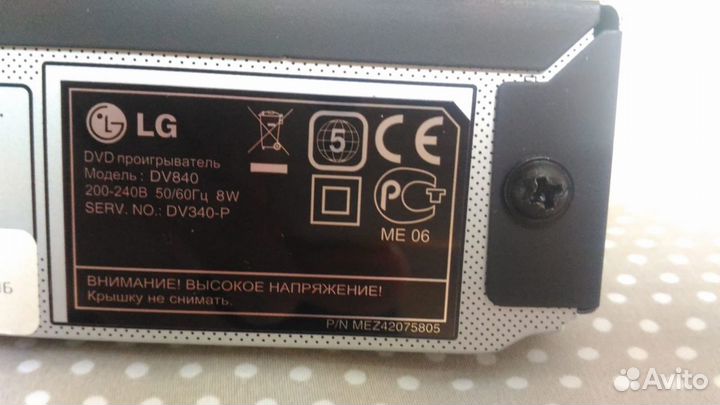 LG
DVD проигрыватель
Модель: DV840
200-240В 50/60Гц 8W
SERV. NO.: DV340-P
5
CE
PCT
ME 06
ВНИМАНИЕ! ВЫСОКОЕ НАПРЯЖЕНИЕ!
Крышку не снимать.
P/N MEZ42075805
Avito